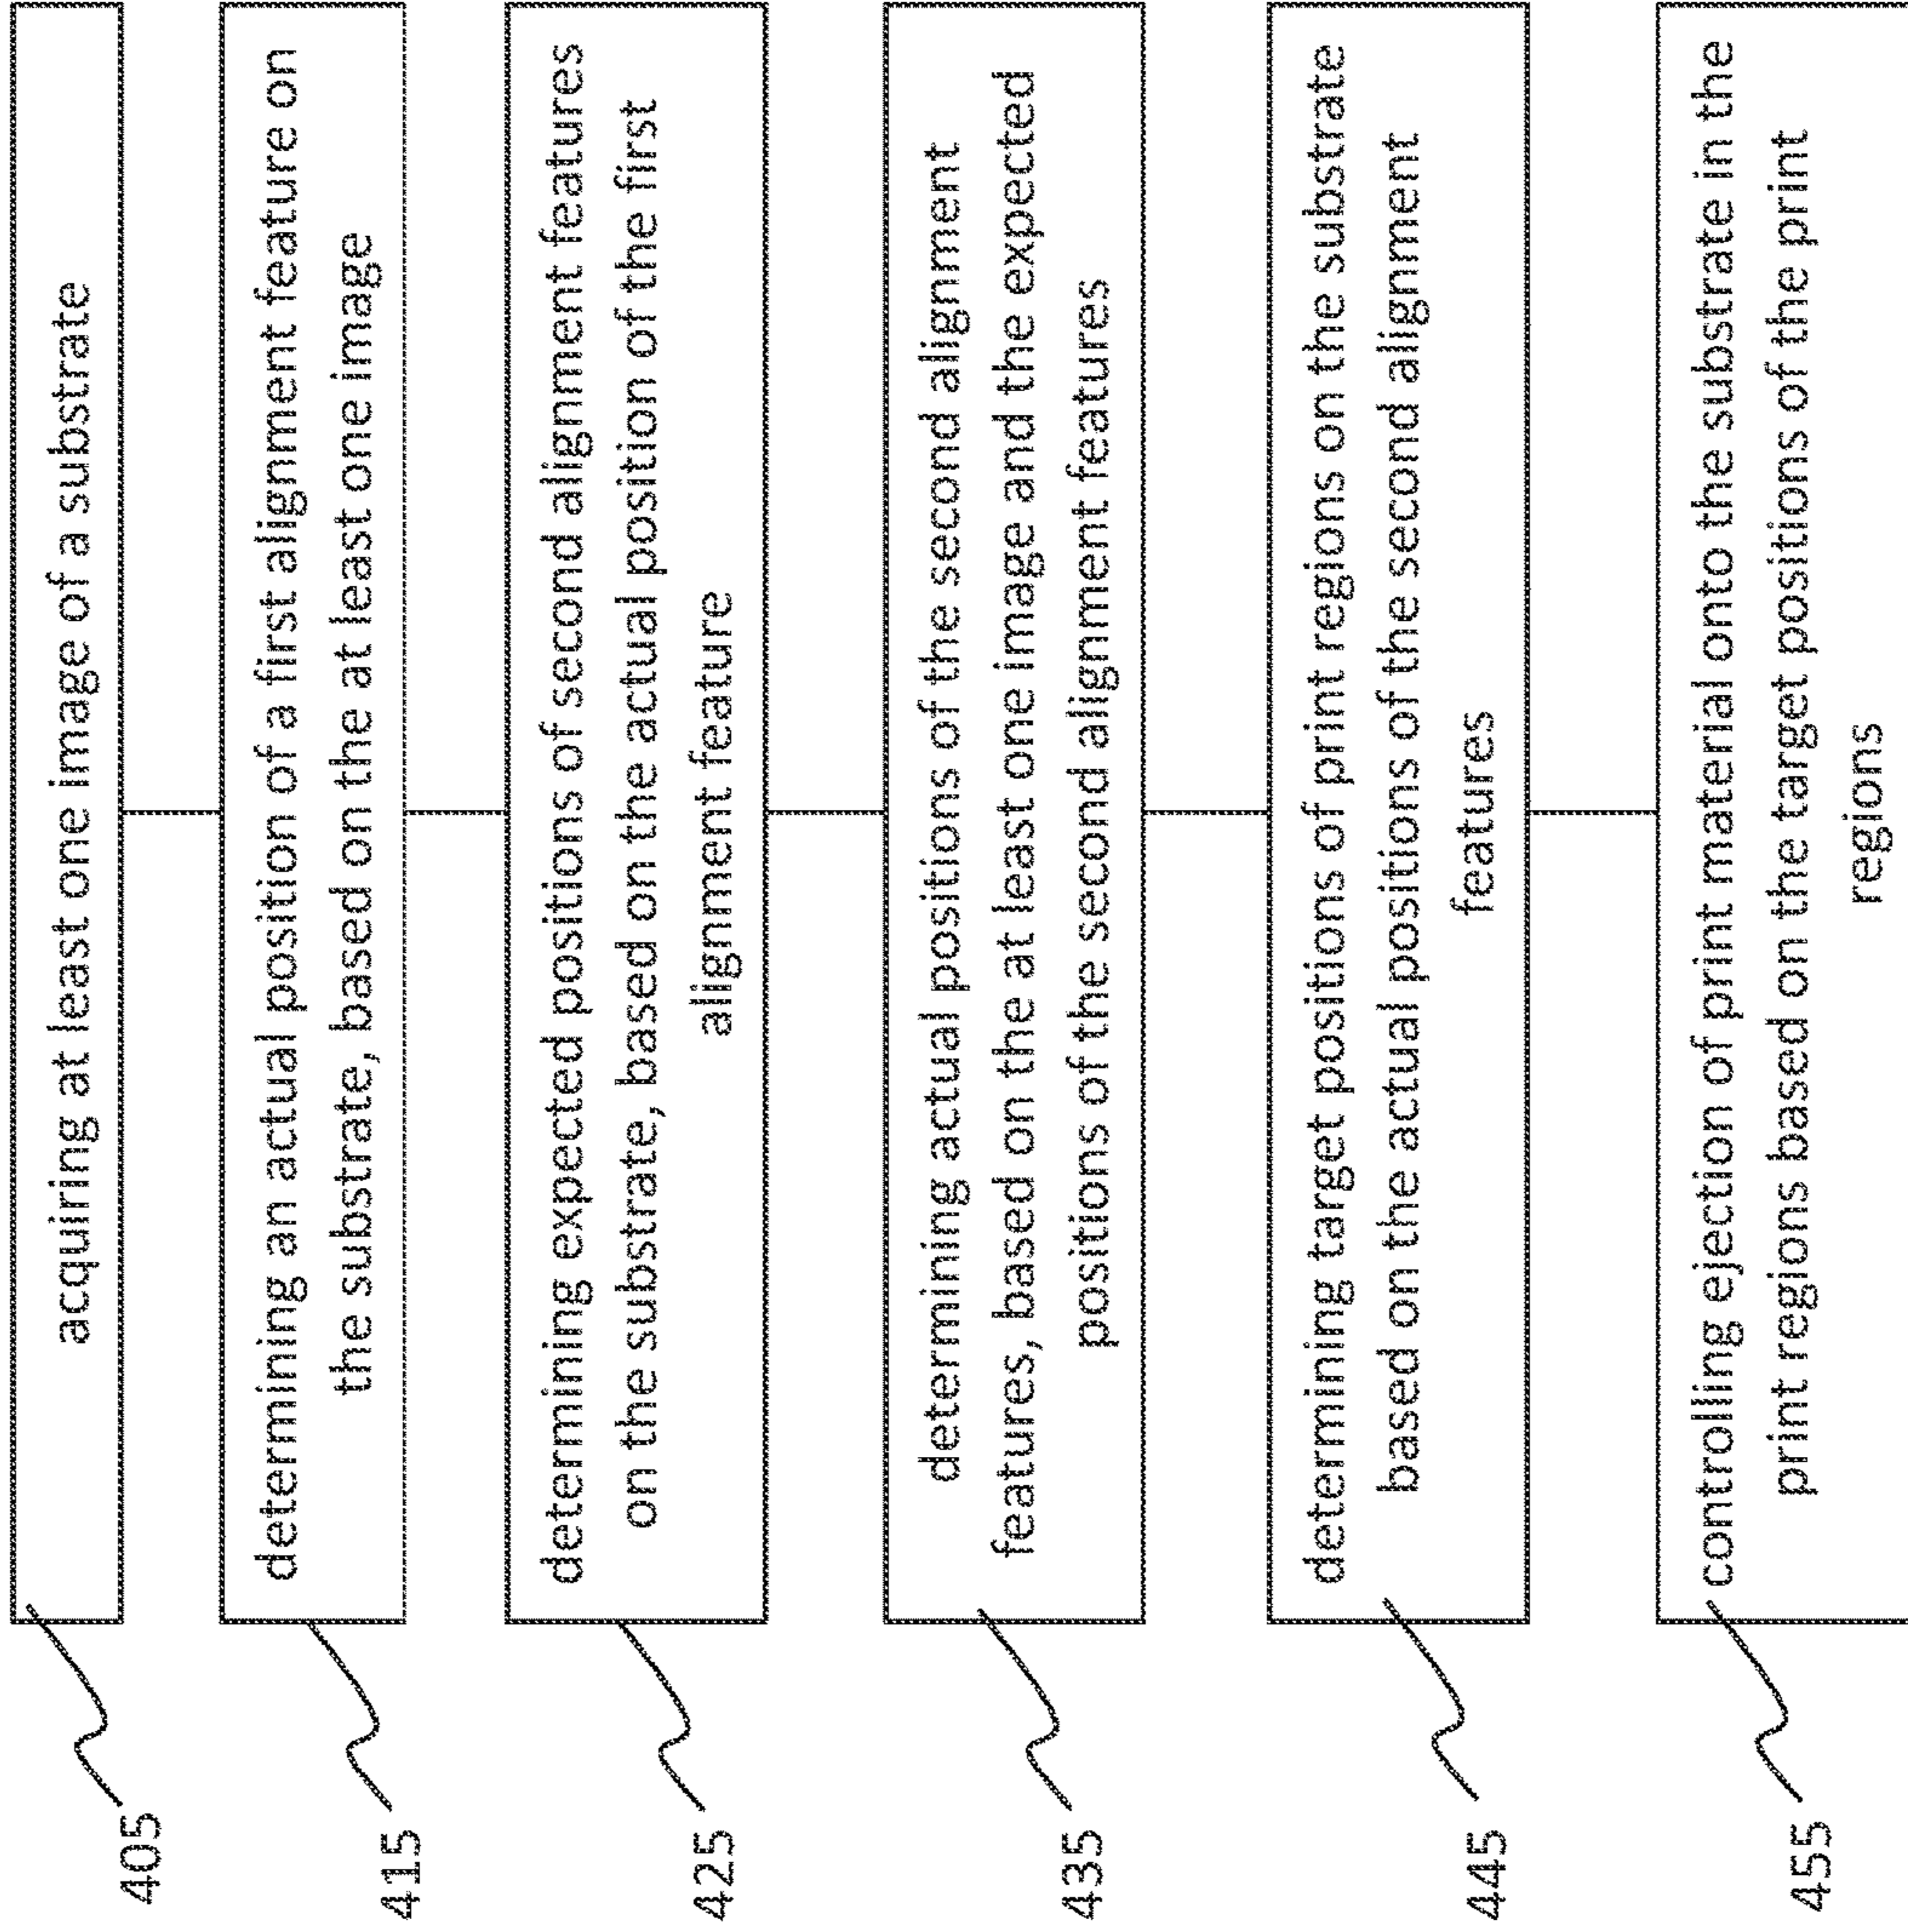 405
acquiring at least one image of a substrate
415
determining an actual position of a first alignment feature on
the substrate, based on the at least one image
425
determining expected positions of second alignment features
on the substrate, based on the actual position of the first
alignment feature
435
determining actual positions of the second alignment
features, based on the at least one image and the expected
positions of the second alignment features
445
determining target positions of print regions on the substrate
based on the actual positions of the second alignment
features
455
controlling ejection of print material onto the substrate in the
print regions based on the target positions of the print
regions